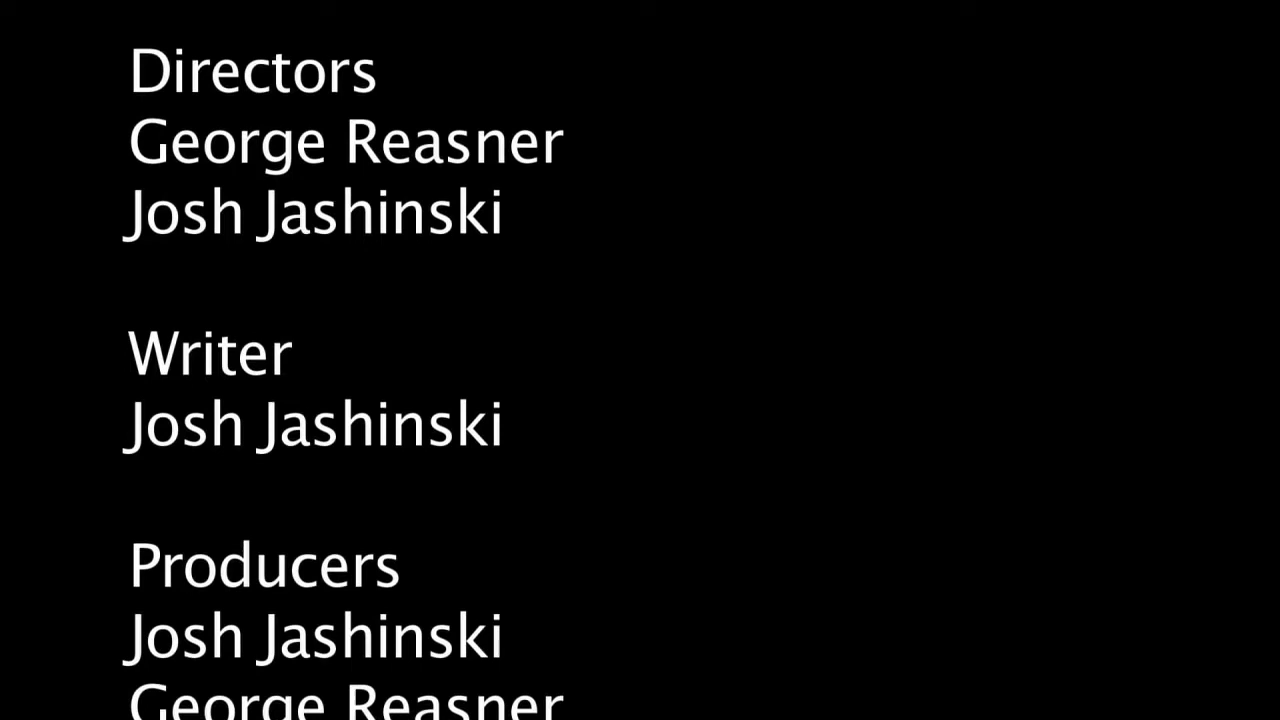 Directors
George Reasner
Josh Jashinski
Writer
Josh Jashinski
Producers
Josh Jashinski
George Reasner